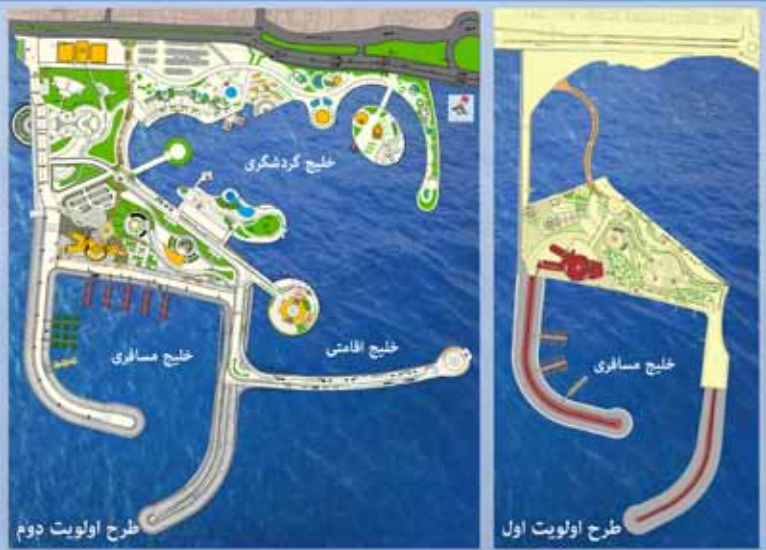 خلیج گردشگری
خلیج اقامتی
خلیج مسافری
طرح اولویت دوم
خلیج مسافری
طرح اولویت اول